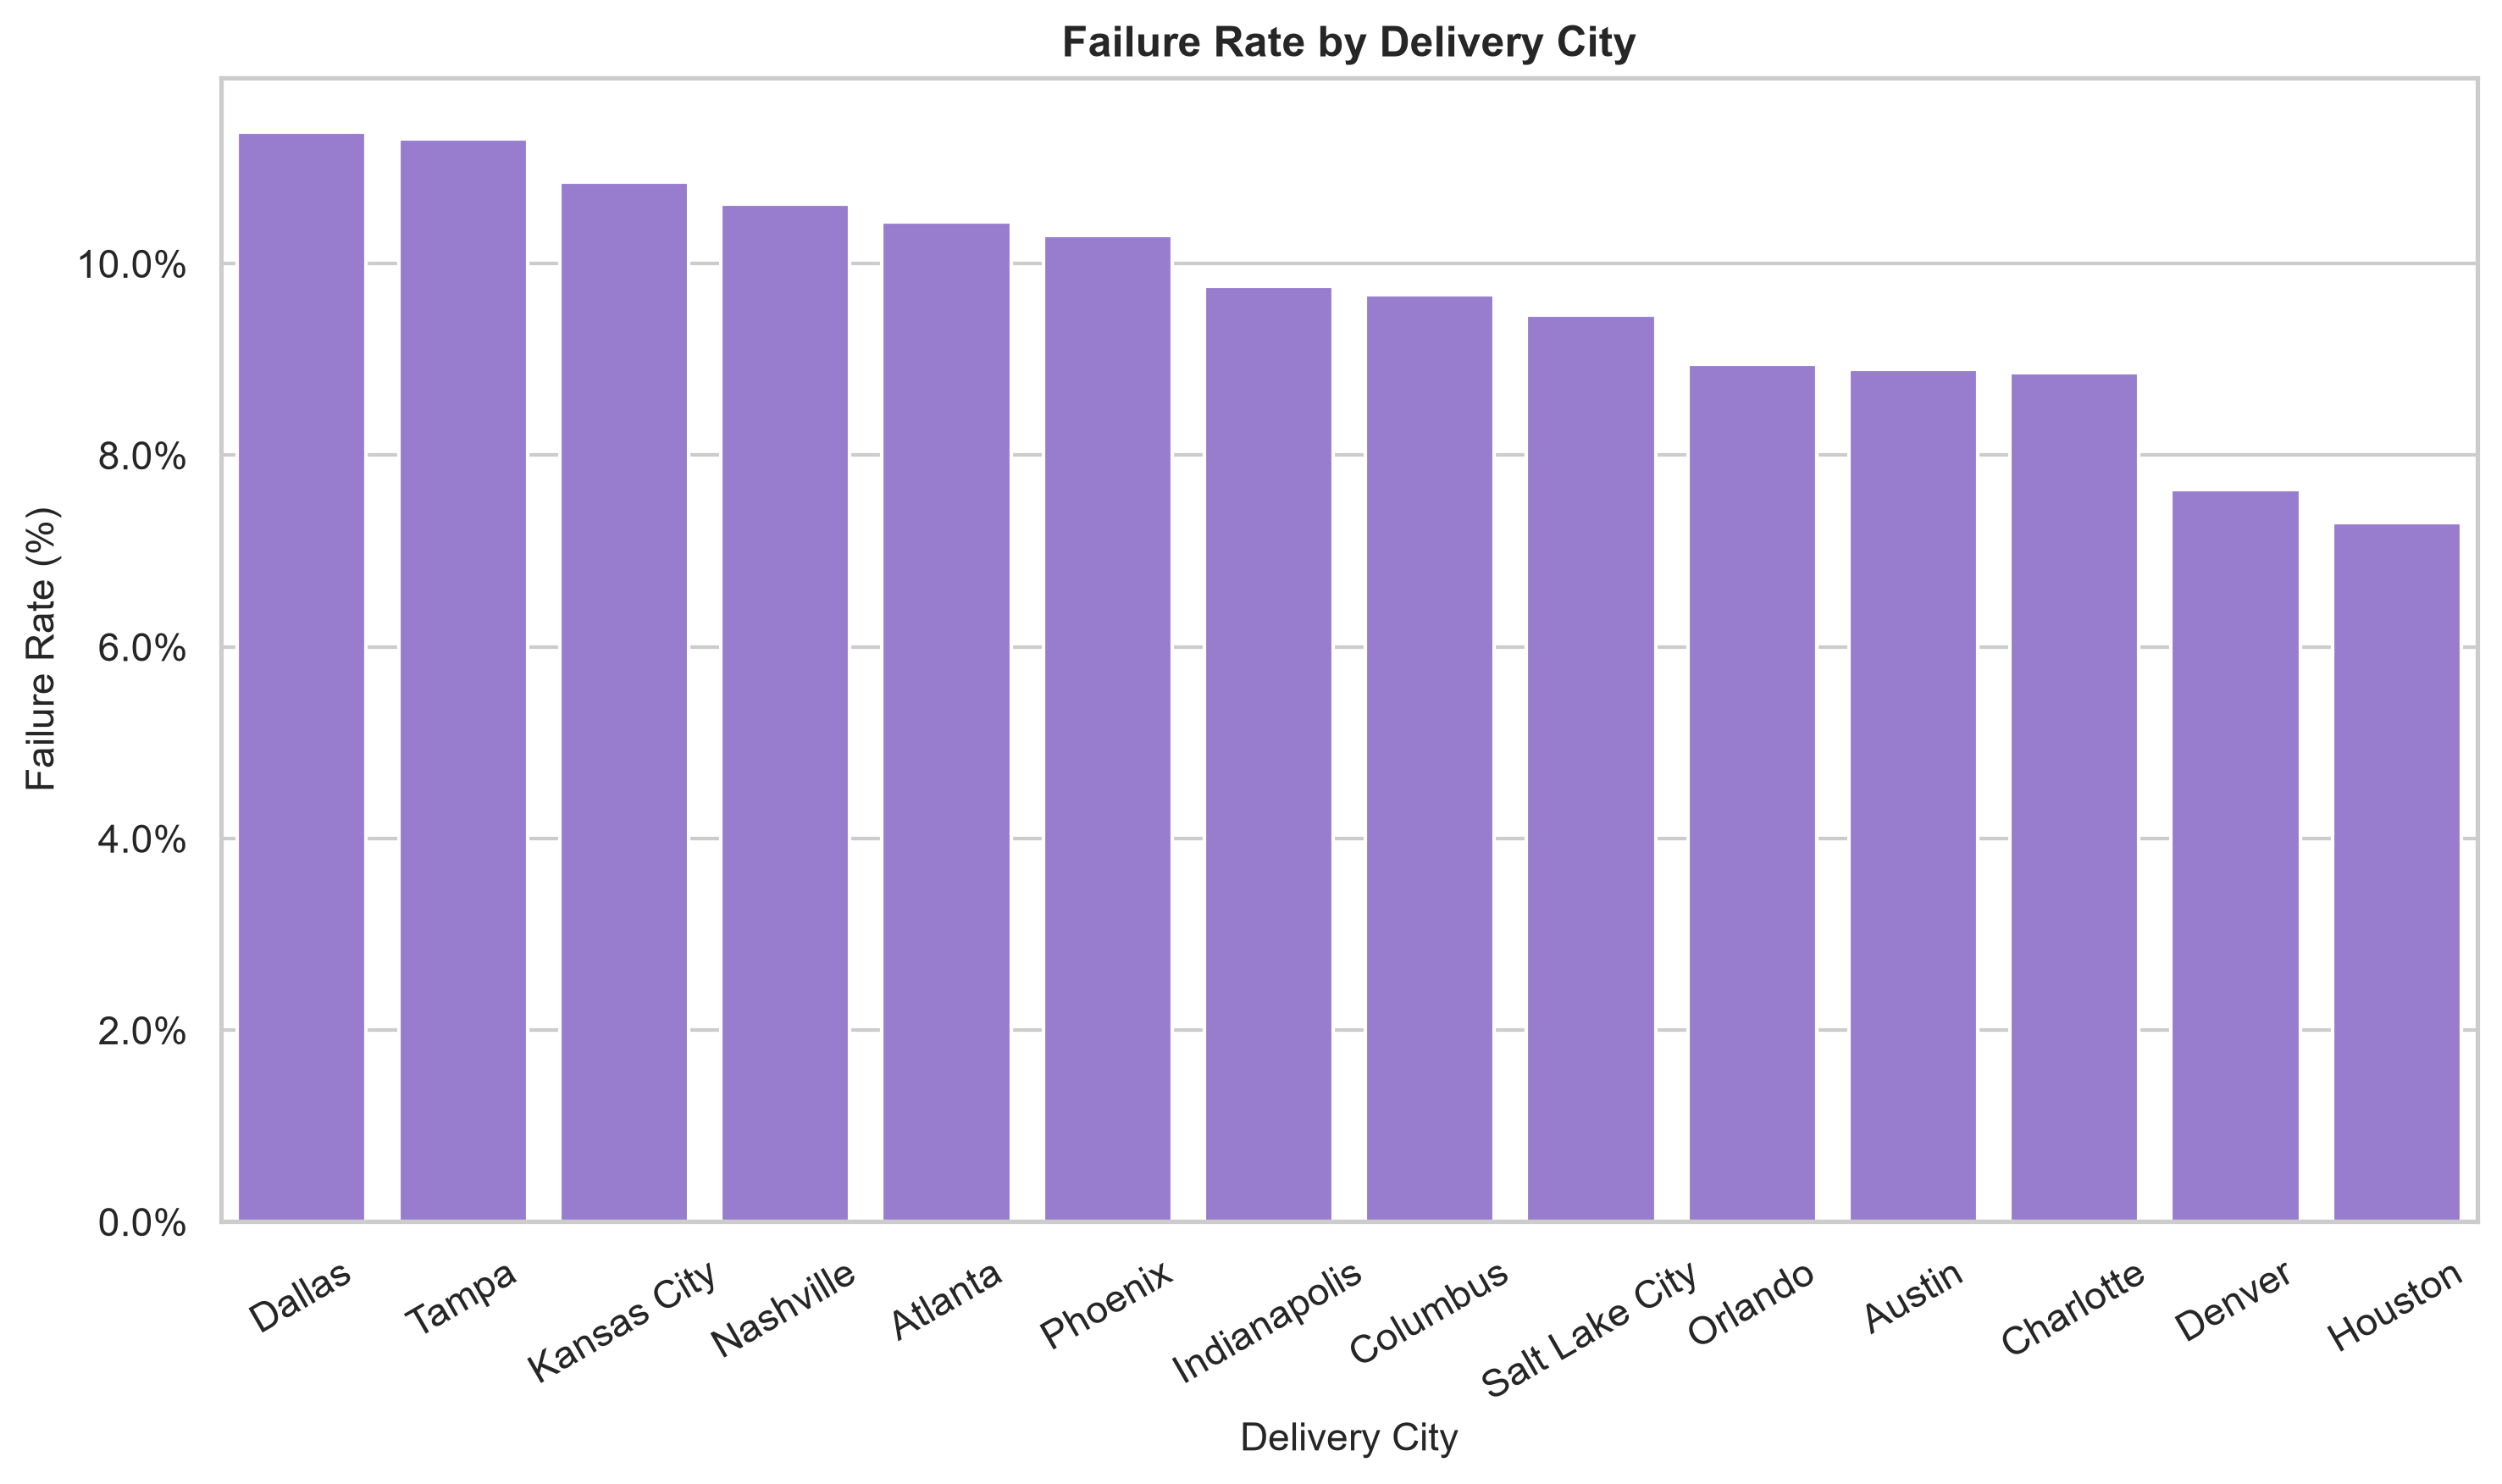 Failure Rate by Delivery City
Failure Rate (%)
10.0%
8.0%
6.0%
4.0%
2.0%
0.0%
Dallas
Tampa
Kansas City
Nashville
Atlanta
Phoenix
Indianapolis
Columbus
Salt Lake City
Orlando
Austin
Charlotte
Denver
Houston
Delivery City